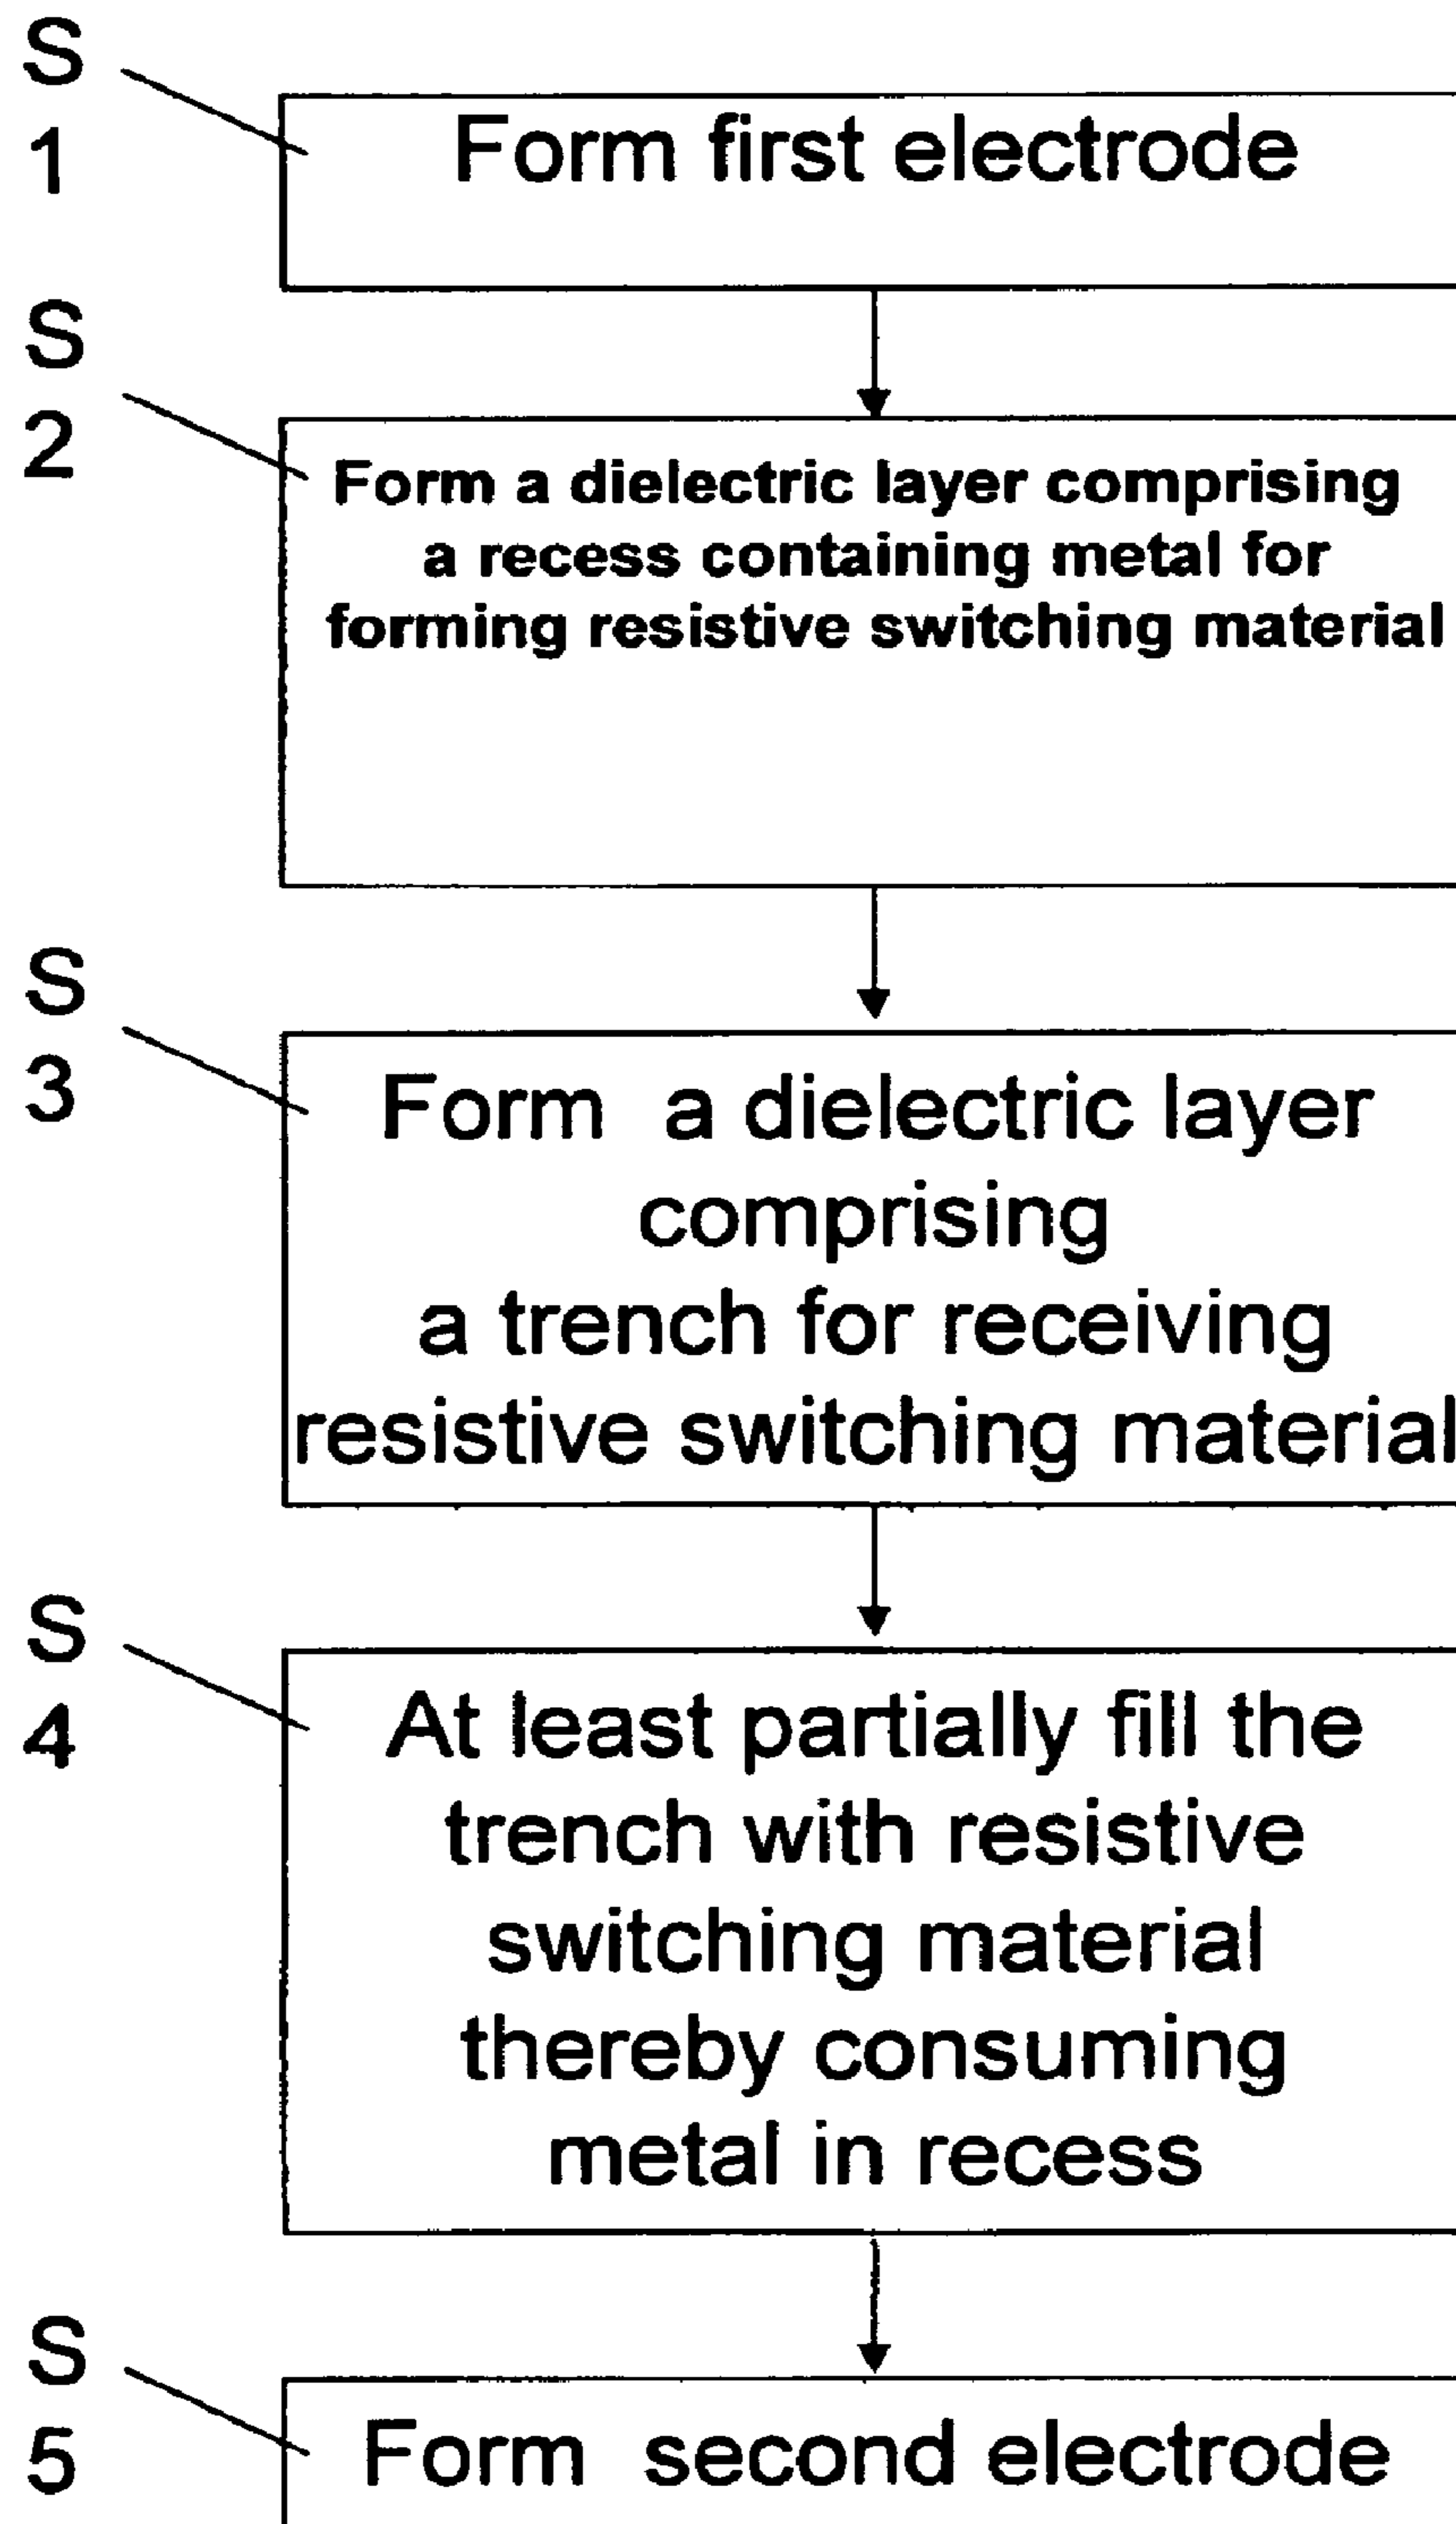 S
1
Form first electrode
S
2
Form a dielectric layer comprising
a recess containing metal for
forming resistive switching material
S
3
Form a dielectric layer
comprising
a trench for receiving
resistive switching material
S
4
At least partially fill the
trench with resistive
switching material
thereby consuming
metal in recess
S
5
Form second electrode